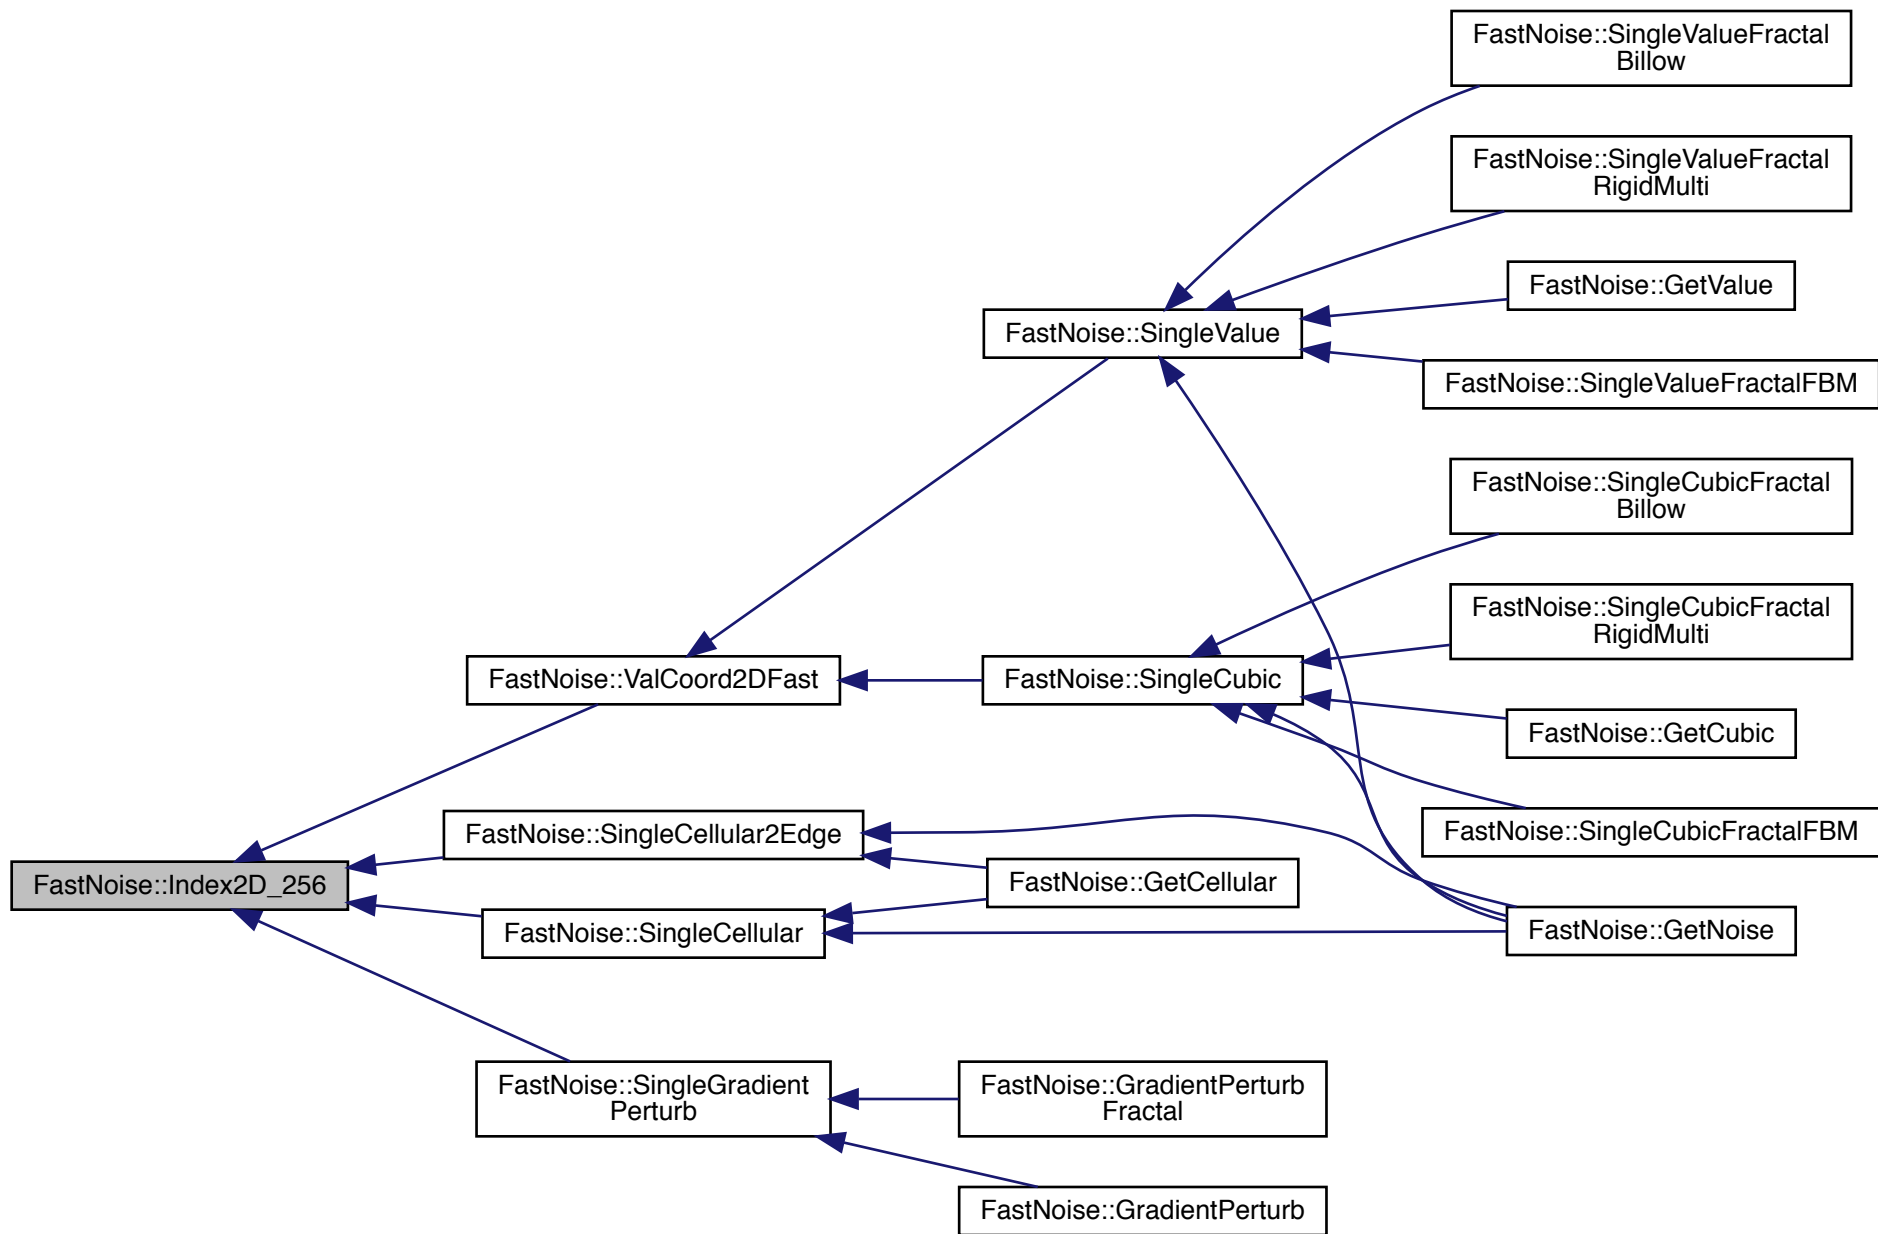 FastNoise::SingleValueFractal
Billow
FastNoise::SingleValueFractal
RigidMulti
FastNoise::GetValue
FastNoise::SingleValue
FastNoise::SingleValueFractalFBM
FastNoise::SingleCubicFractal
Billow
FastNoise::SingleCubicFractal
RigidMulti
FastNoise::ValCoord2DFast
FastNoise::SingleCubic
FastNoise::GetCubic
FastNoise::SingleCellular2Edge
FastNoise::SingleCubicFractalFBM
FastNoise::Index2D_256
FastNoise::GetCellular
FastNoise::SingleCellular
FastNoise::GetNoise
FastNoise::SingleGradient
Perturb
FastNoise::GradientPerturb
Fractal
FastNoise::GradientPerturb